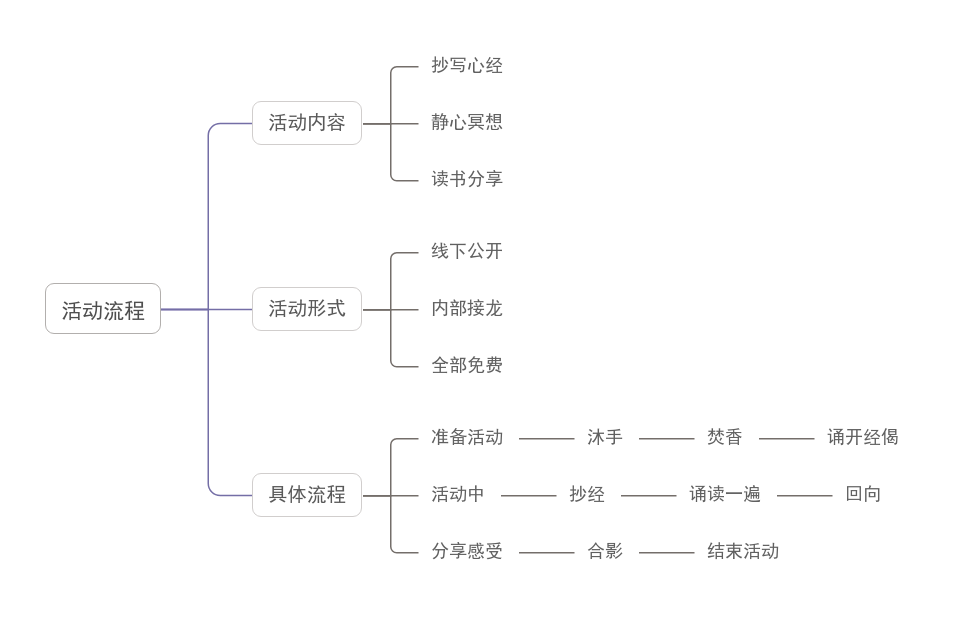 活动流程
活动内容
抄写心经
静心冥想
读书分享
活动形式
线下公开
内部接龙
全部免费
具体流程
准备活动 沐手 焚香 诵开经偈
活动中 抄经 诵读一遍 回向
分享感受 合影 结束活动